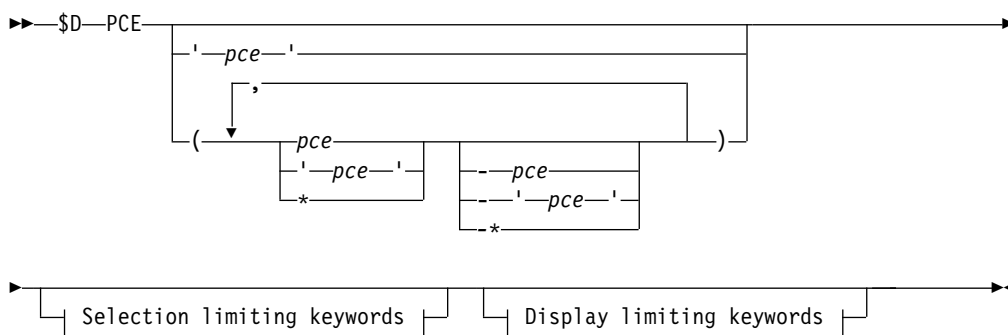 $D PCE
' pce '
,
( pce )
' pce '
*
- pce
- ' pce '
-*
Selection limiting keywords
Display limiting keywords